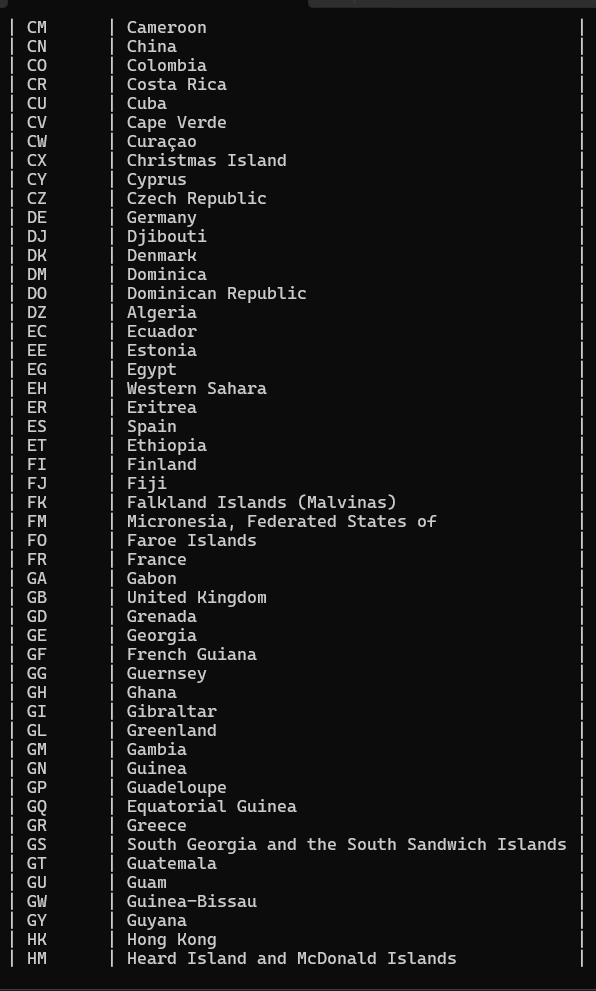 | CM | Cameroon |
| CN | China |
| CO | Colombia |
| CR | Costa Rica |
| CU | Cuba |
| CV | Cape Verde |
| CW | Curaçao |
| CX | Christmas Island |
| CY | Cyprus |
| CZ | Czech Republic |
| DE | Germany |
| DJ | Djibouti |
| DK | Denmark |
| DM | Dominica |
| DO | Dominican Republic |
| DZ | Algeria |
| EC | Ecuador |
| EE | Estonia |
| EG | Egypt |
| EH | Western Sahara |
| ER | Eritrea |
| ES | Spain |
| ET | Ethiopia |
| FI | Finland |
| FJ | Fiji |
| FK | Falkland Islands (Malvinas) |
| FM | Micronesia, Federated States of |
| FO | Faroe Islands |
| FR | France |
| GA | Gabon |
| GB | United Kingdom |
| GD | Grenada |
| GE | Georgia |
| GF | French Guiana |
| GG | Guernsey |
| GH | Ghana |
| GI | Gibraltar |
| GL | Greenland |
| GM | Gambia |
| GN | Guinea |
| GP | Guadeloupe |
| GQ | Equatorial Guinea |
| GR | Greece |
| GS | South Georgia and the South Sandwich Islands |
| GT | Guatemala |
| GU | Guam |
| GW | Guinea-Bissau |
| GY | Guyana |
| HK | Hong Kong |
| HM | Heard Island and McDonald Islands |